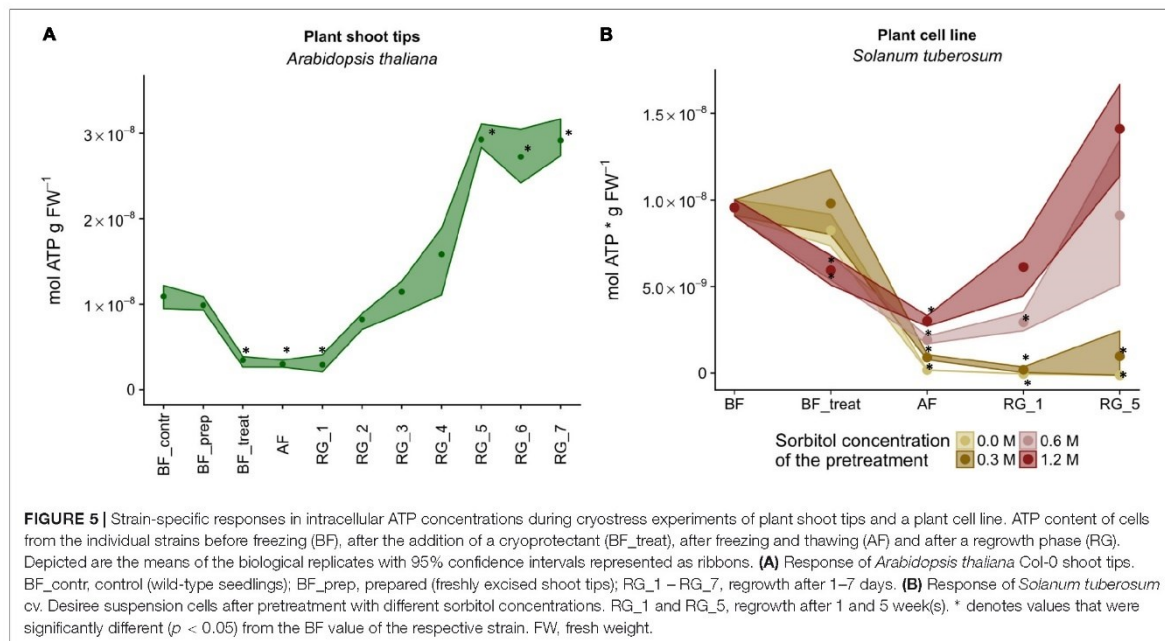 A
Plant shoot tips
Arabidopsis thaliana
mol ATP g FW⁻¹
3 × 10⁻⁸
2 × 10⁻⁸
1 × 10⁻⁸
0
*
*
*
*
*
*
BF_contr
BF_prep
BF_treat
AF
RG_1
RG_2
RG_3
RG_4
RG_5
RG_6
RG_7
B
Plant cell line
Solanum tuberosum
mol ATP * g FW⁻¹
1.5 × 10⁻⁸
1.0 × 10⁻⁸
5.0 × 10⁻⁹
0
*
*
*
*
*
*
*
*
*
*
*
BF
BF_treat
AF
RG_1
RG_5
Sorbitol concentration
of the pretreatment
0.0 M
0.6 M
0.3 M
1.2 M
FIGURE 5 | Strain-specific responses in intracellular ATP concentrations during cryostress experiments of plant shoot tips and a plant cell line. ATP content of cells
from the individual strains before freezing (BF), after the addition of a cryoprotectant (BF_treat), after freezing and thawing (AF) and after a regrowth phase (RG).
Depicted are the means of the biological replicates with 95% confidence intervals represented as ribbons. (A) Response of Arabidopsis thaliana Col-0 shoot tips.
BF_contr, control (wild-type seedlings); BF_prep, prepared (freshly excised shoot tips); RG_1 – RG_7, regrowth after 1–7 days. (B) Response of Solanum tuberosum
cv. Desiree suspension cells after pretreatment with different sorbitol concentrations. RG_1 and RG_5, regrowth after 1 and 5 week(s). * denotes values that were
significantly different (p < 0.05) from the BF value of the respective strain. FW, fresh weight.